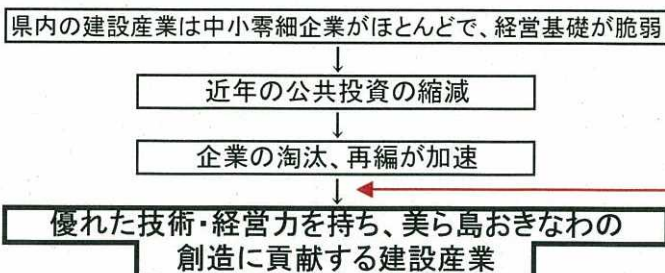 県内の建設産業は中小零細企業がほとんどで、経営基礎が脆弱
↓
近年の公共投資の縮減
↓
企業の淘汰、再編が加速
↓
優れた技術・経営力を持ち、美ら島おきなわの
創造に貢献する建設産業